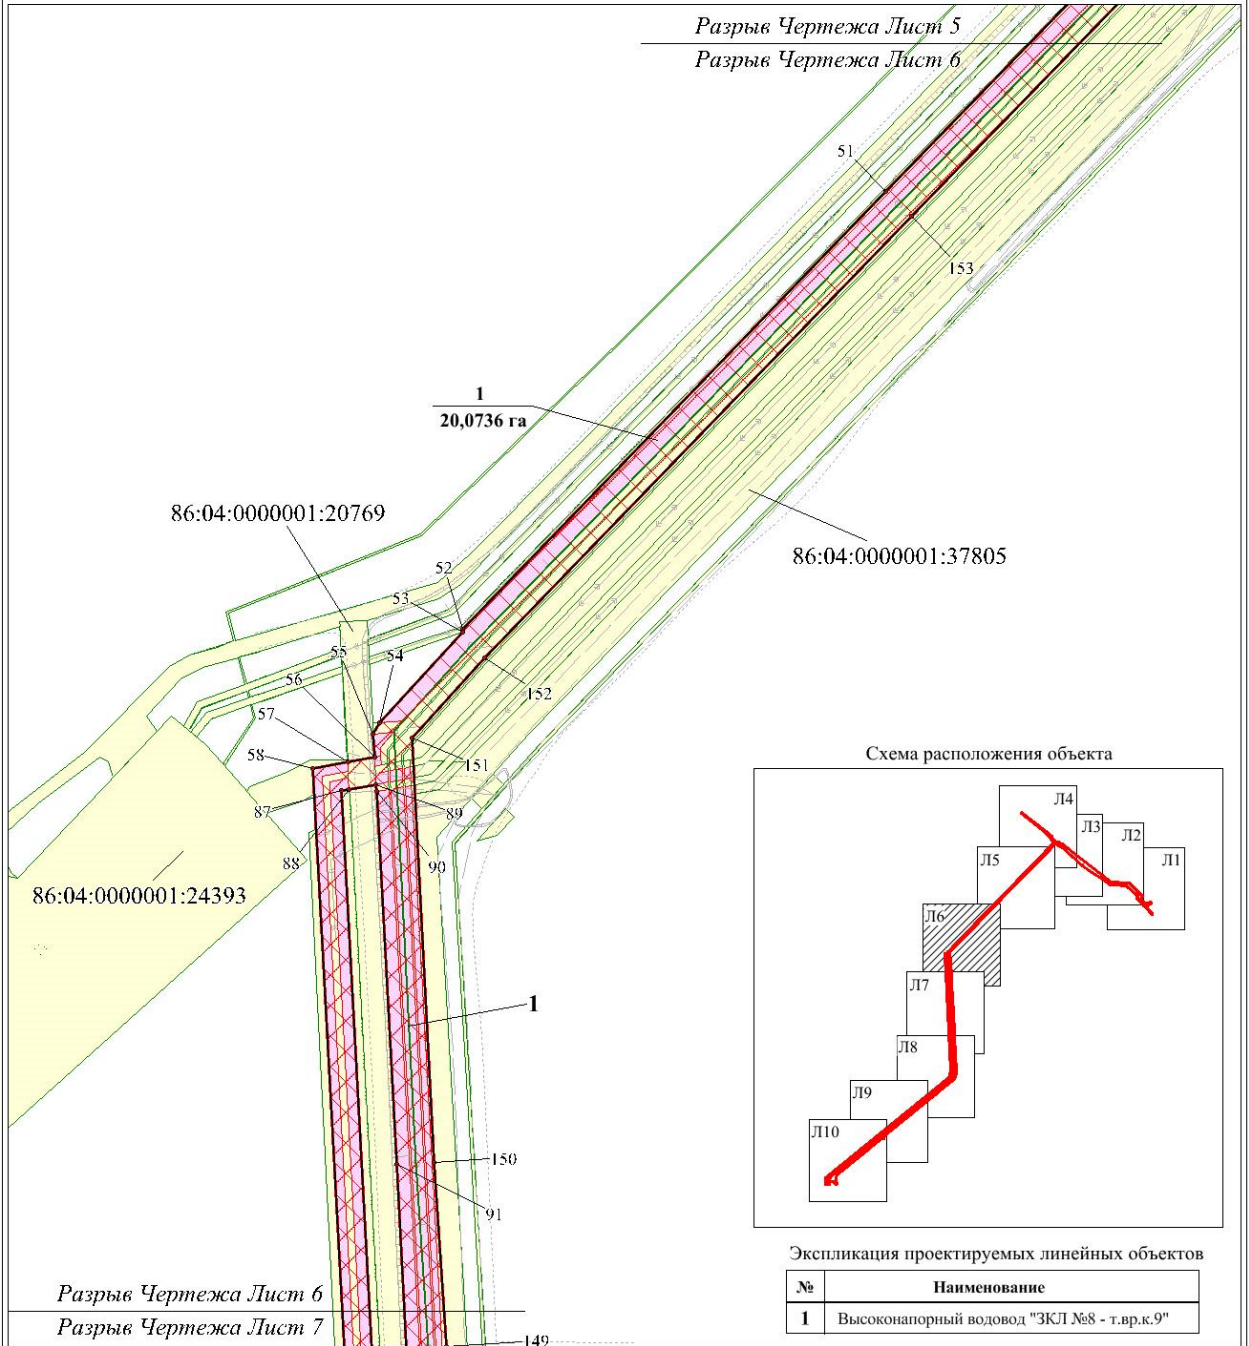 Разрыв Чертежа Лист 5
Разрыв Чертежа Лист 6
51
153
1
20,0736 га
86:04:0000001:20769
86:04:0000001:37805
52
53
55
54
56
152
57
58
151
87
89
88
90
86:04:0000001:24393
1
150
91
149
Разрыв Чертежа Лист 6
Разрыв Чертежа Лист 7
Схема расположения объекта
Л4
Л3
Л2
Л1
Л5
Л6
Л7
Л8
Л9
Л10
Экспликация проектируемых линейных объектов
№ Наименование
1 Высоконапорный водовод "ЗКЛ №8 - т.вр.к.9"